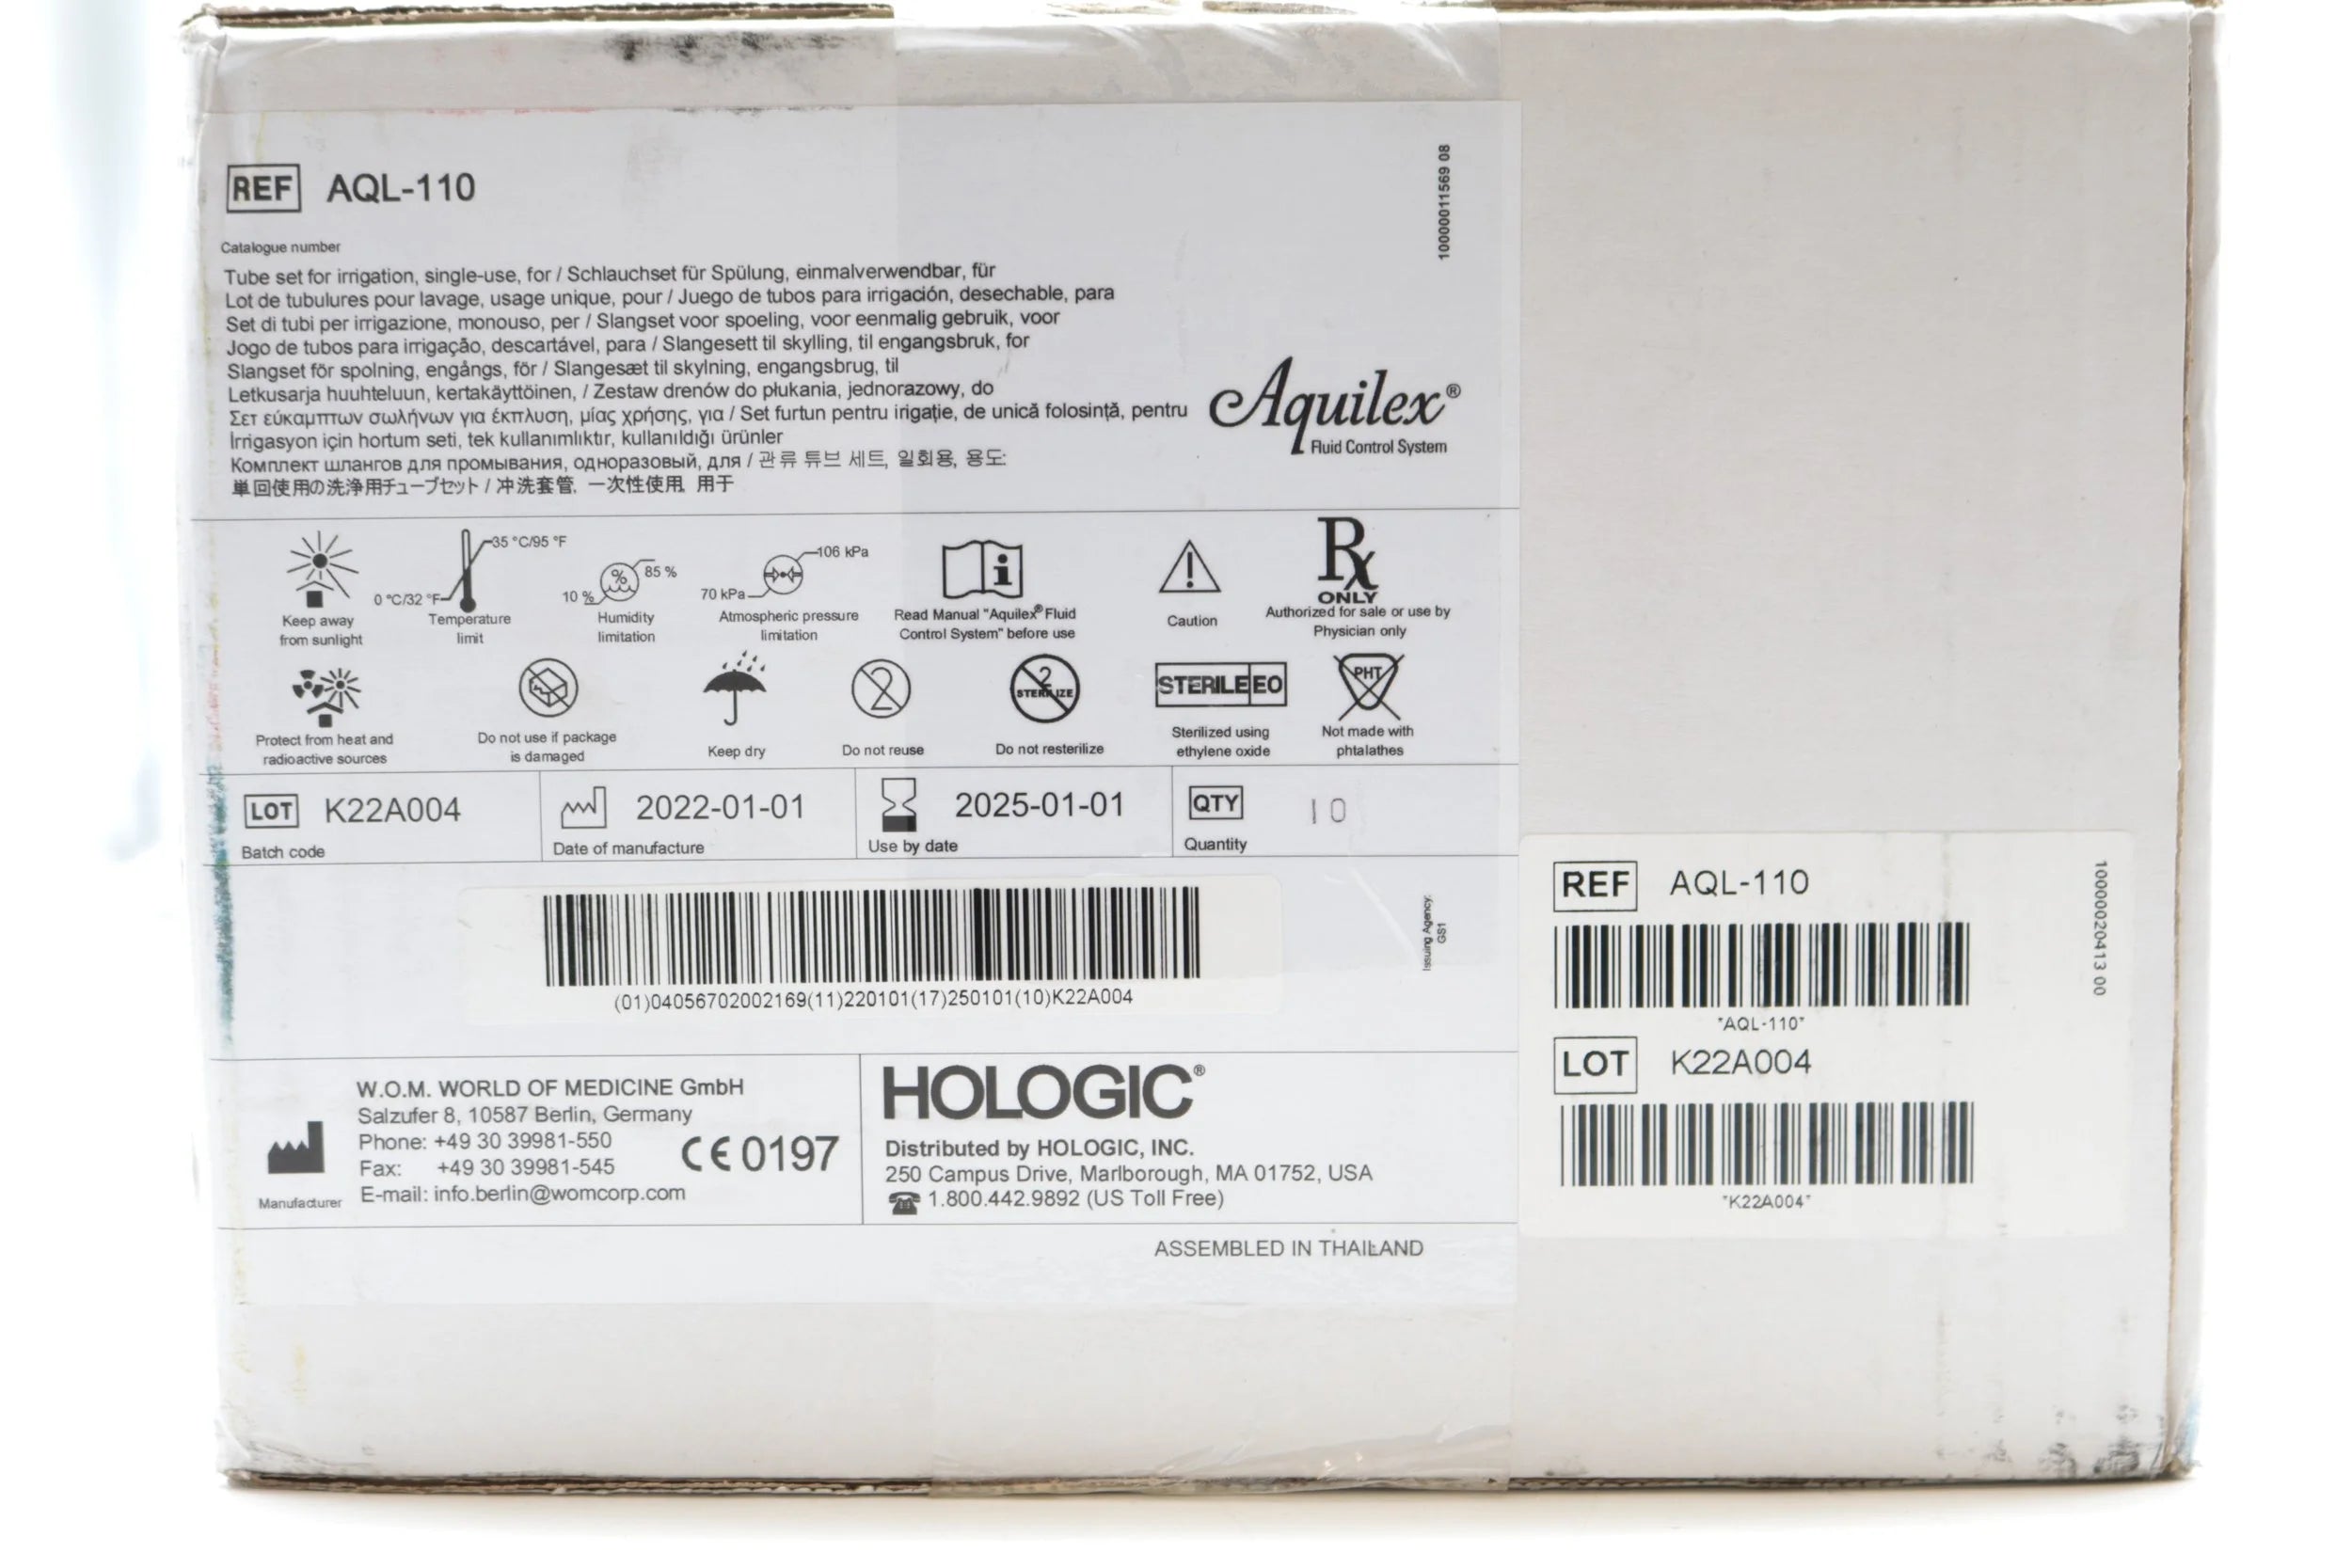 REF AQL-110
Catalogue number
1000011569 08
Tube set for irrigation, single-use, for / Schlauchset für Spülung, einmalverwendbar, für
Lot de tubulures pour lavage, usage unique, pour / Juego de tubos para irrigación, desechable, para
Set di tubi per irrigazione, monouso, per / Slangset voor spoeling, voor eenmalig gebruik, voor
Jogo de tubos para irrigação, descartável, para / Slangesett til skylling, til engangsbruk, for
Slangset för spolning, engångs, för / Slangesæt til skylning, engangsbrug, til
Letkusarja huuhteluun, kertakäyttöinen, / Zestaw drenów do płukania, jednorazowy, do
Σετ εύκαμπτων σωλήνων για έκπλυση, μίας χρήσης, για / Set furtun pentru irigație, de unică folosință, pentru
İrrigasyon için hortum seti, tek kullanımlıktır, kullanıldığı ürünler
Комплект шлангов для промывания, одноразовый, для / 관류 튜브 세트, 일회용, 용도:
単回使用の洗浄用チューブセット / 冲洗套管, 一次性使用, 用于
Aquilex®
Fluid Control System
35 °C/95 °F
0 °C/32 °F
Temperature
limit
Keep away
from sunlight
%
85 %
10 %
Humidity
limitation
106 kPa
70 kPa
Atmospheric pressure
limitation
i
Read Manual "Aquilex® Fluid
Control System" before use
!
Caution
Rx
ONLY
Authorized for sale or use by
Physician only
Protect from heat and
radioactive sources
Do not use if package
is damaged
Keep dry
2
Do not reuse
2
STERILIZE
Do not resterilize
STERILE EO
Sterilized using
ethylene oxide
PHT
Not made with
phtalathes
LOT K22A004
Batch code
2022-01-01
Date of manufacture
2025-01-01
Use by date
QTY 10
Quantity
(01)04056702002169(11)220101(17)250101(10)K22A004
Issuing Agency:
GS1
Manufacturer
W.O.M. WORLD OF MEDICINE GmbH
Salzufer 8, 10587 Berlin, Germany
Phone: +49 30 39981-550
Fax: +49 30 39981-545
E-mail: info.berlin@womcorp.com
CE 0197
HOLOGIC®
Distributed by HOLOGIC, INC.
250 Campus Drive, Marlborough, MA 01752, USA
1.800.442.9892 (US Toll Free)
ASSEMBLED IN THAILAND
REF AQL-110
*AQL-110*
LOT K22A004
*K22A004*
1000020413 00